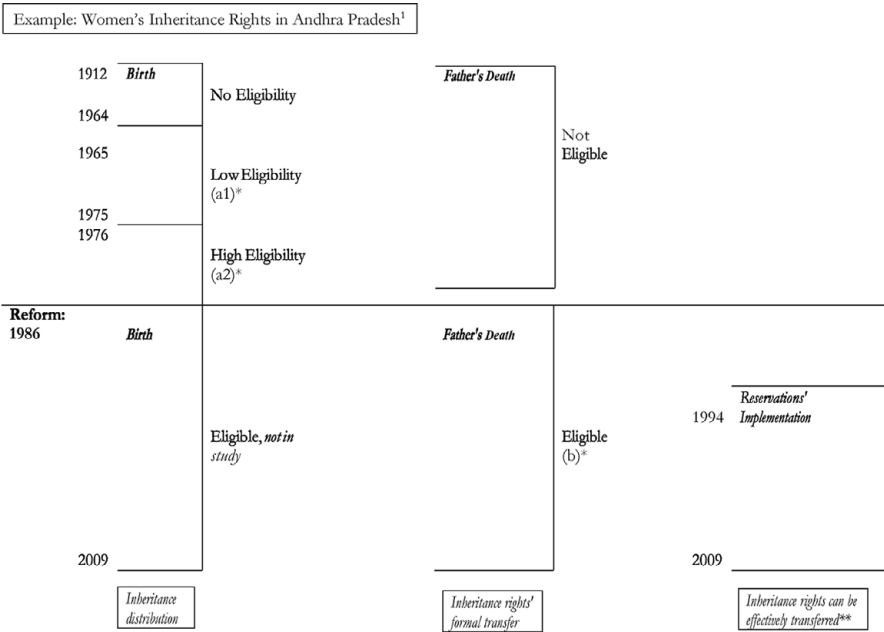 Example: Women's Inheritance Rights in Andhra Pradesh¹
1912
Birth
No Eligibility
1964
1965
Low Eligibility
(a1)*
1975
1976
High Eligibility
(a2)*
Father's Death
Not
Eligible
Reform:
1986
Birth
Eligible, not in
study
2009
Father's Death
Eligible
(b)*
Reservations'
1994
Implementation
2009
Inheritance
distribution
Inheritance rights'
formal transfer
Inheritance rights can be
effectively transferred**